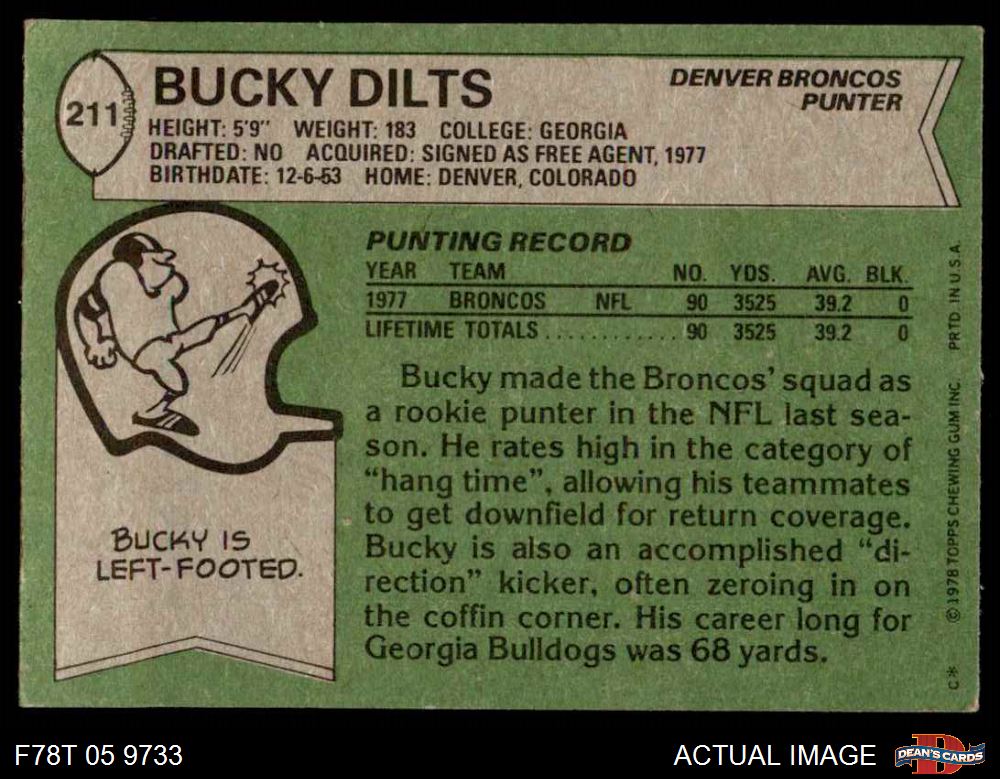 211
BUCKY DILTS
DENVER BRONCOS
PUNTER
HEIGHT: 5'9" WEIGHT: 183 COLLEGE: GEORGIA
DRAFTED: NO ACQUIRED: SIGNED AS FREE AGENT, 1977
BIRTHDATE: 12-6-53 HOME: DENVER, COLORADO
PUNTING RECORD
YEAR TEAM NO. YDS. AVG. BLK.
1977 BRONCOS NFL 90 3525 39.2 0
LIFETIME TOTALS ............ 90 3525 39.2 0
Bucky made the Broncos' squad as
a rookie punter in the NFL last sea-
son. He rates high in the category of
"hang time", allowing his teammates
to get downfield for return coverage.
Bucky is also an accomplished "di-
rection" kicker, often zeroing in on
the coffin corner. His career long for
Georgia Bulldogs was 68 yards.
BUCKY IS
LEFT-FOOTED.
C* © 1978 TOPPS CHEWING GUM INC. PRTD IN U.S.A.
F78T 05 9733
ACTUAL IMAGE
D
DEAN'S CARDS